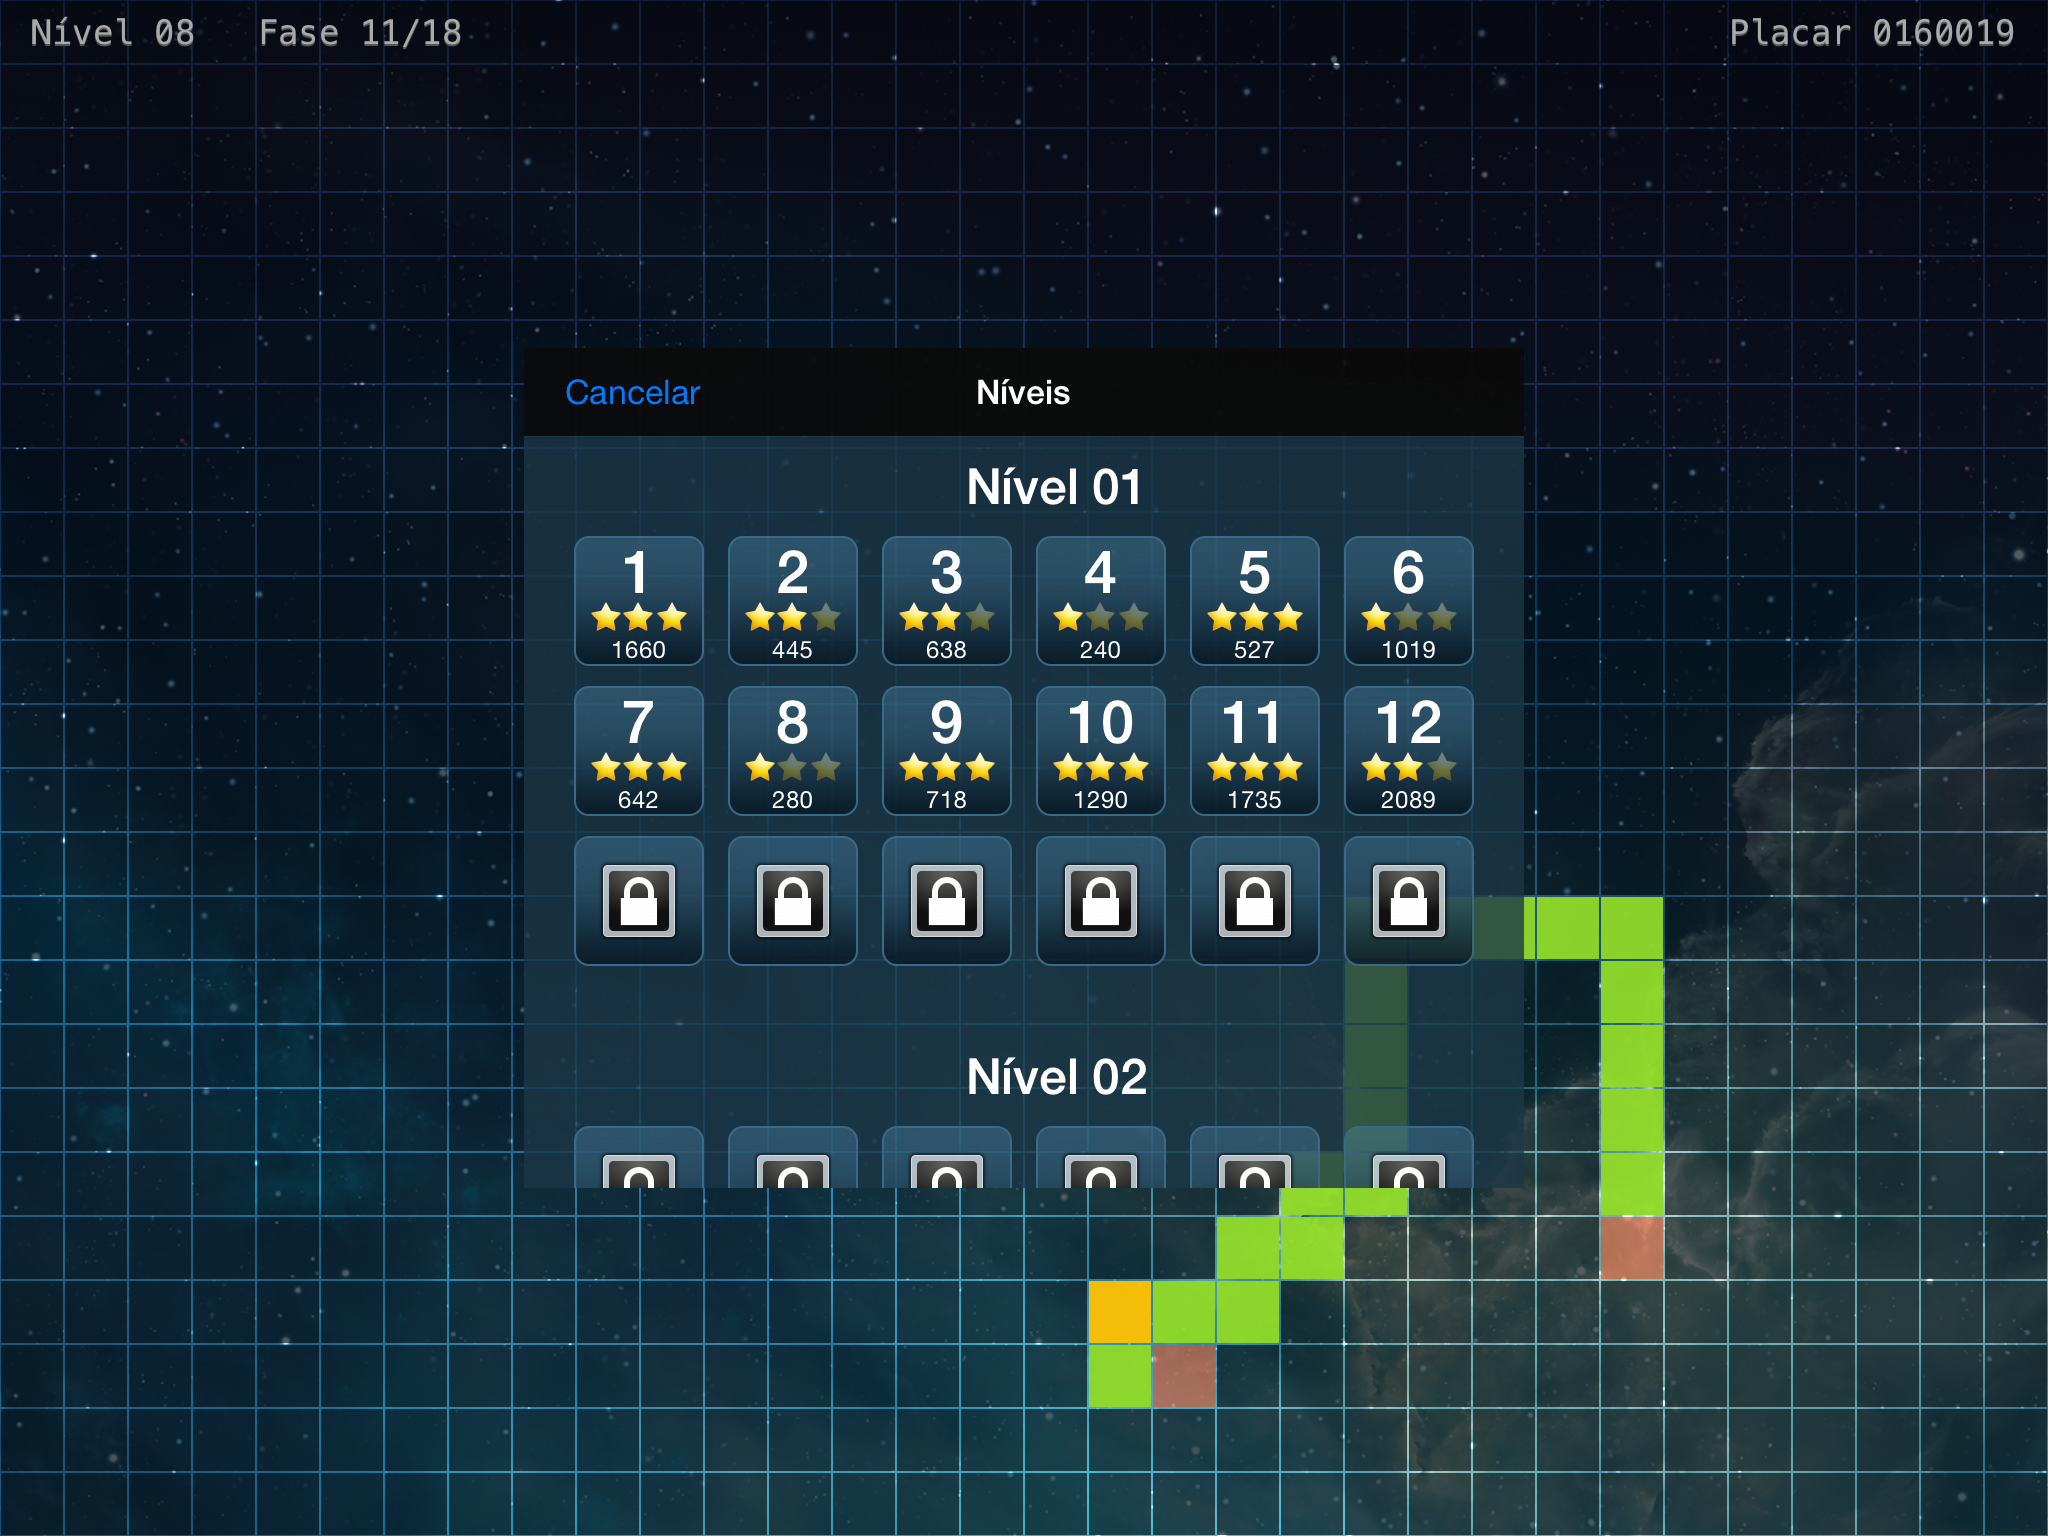 Nível 08 Fase 11/18 Placar 0160019
Cancelar Níveis
Nível 01
1 2 3 4 5 6
1660 445 638 240 527 1019
7 8 9 10 11 12
642 280 718 1290 1735 2089
Nível 02